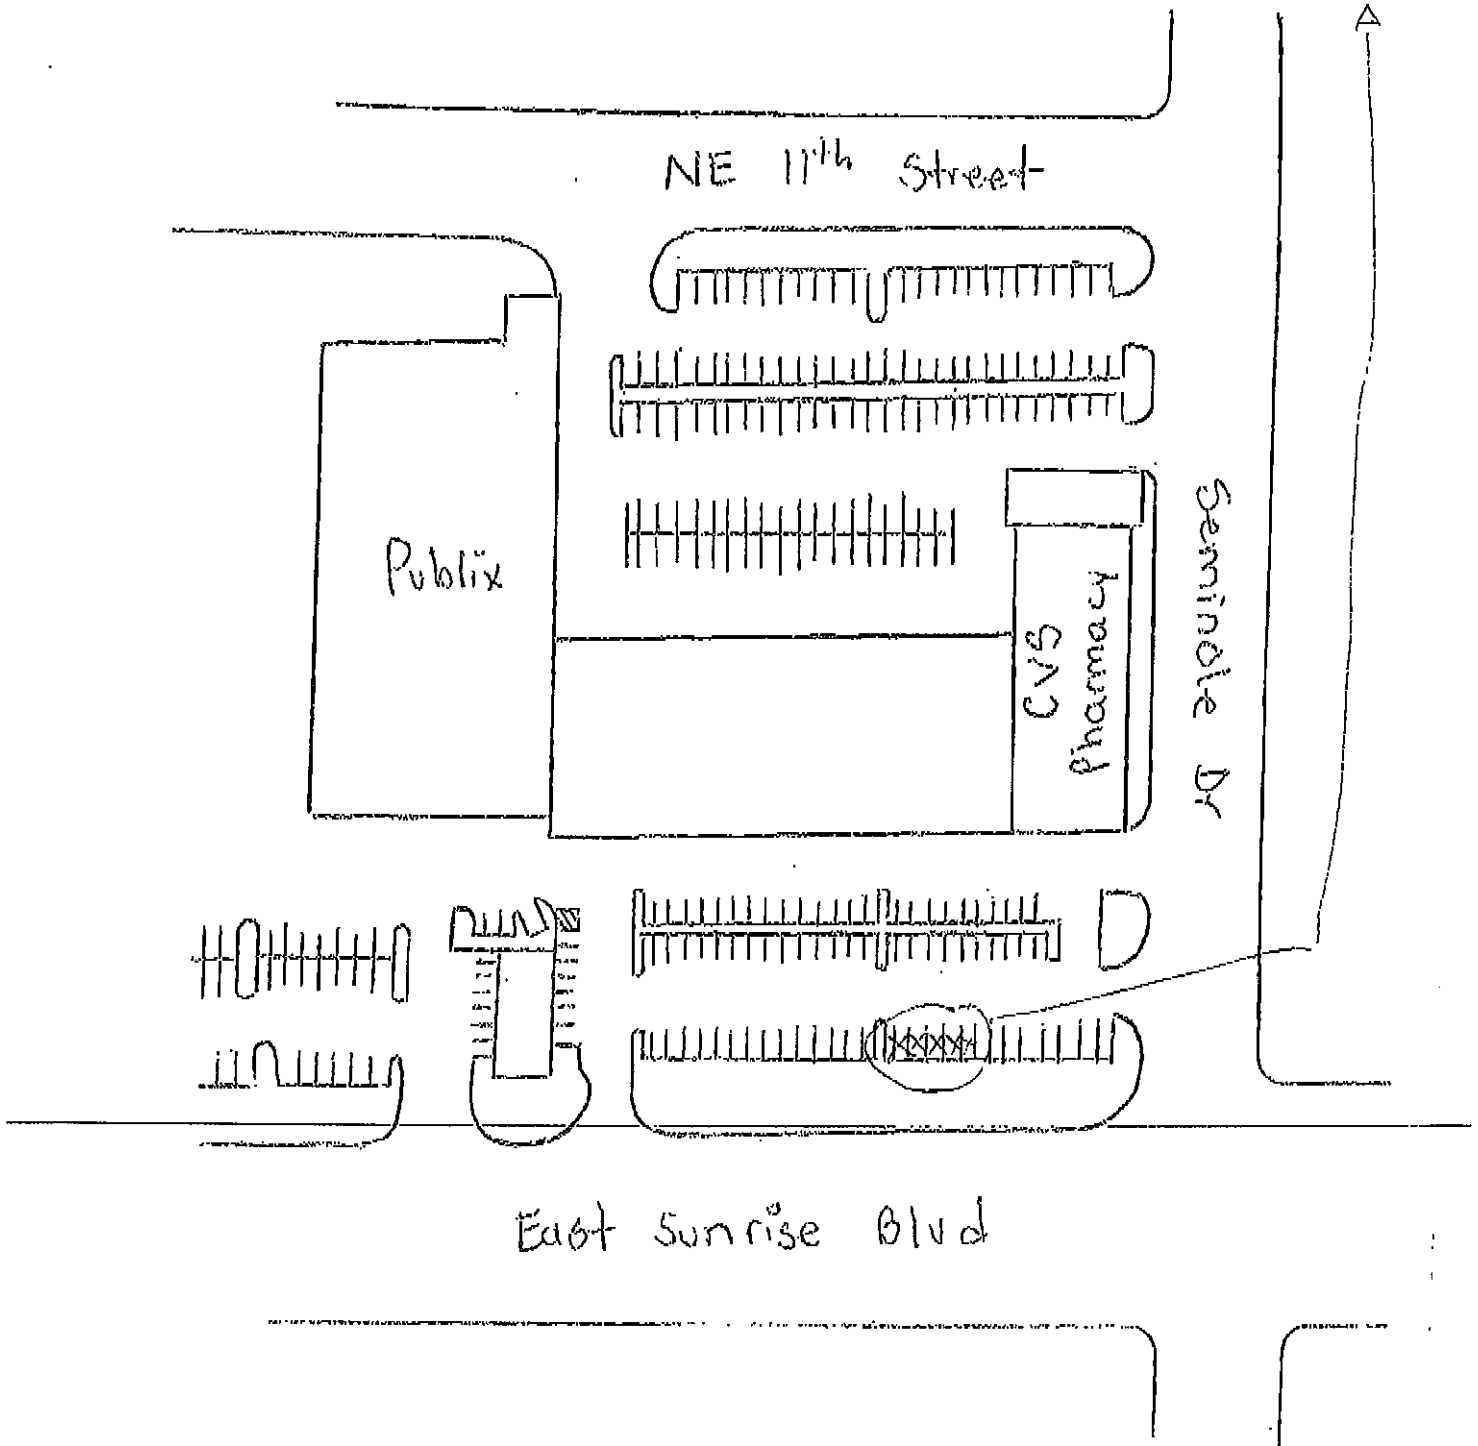 A
NE 11th Street
Publix
CVS
Pharmacy
Seminole Dr
East Sunrise Blvd